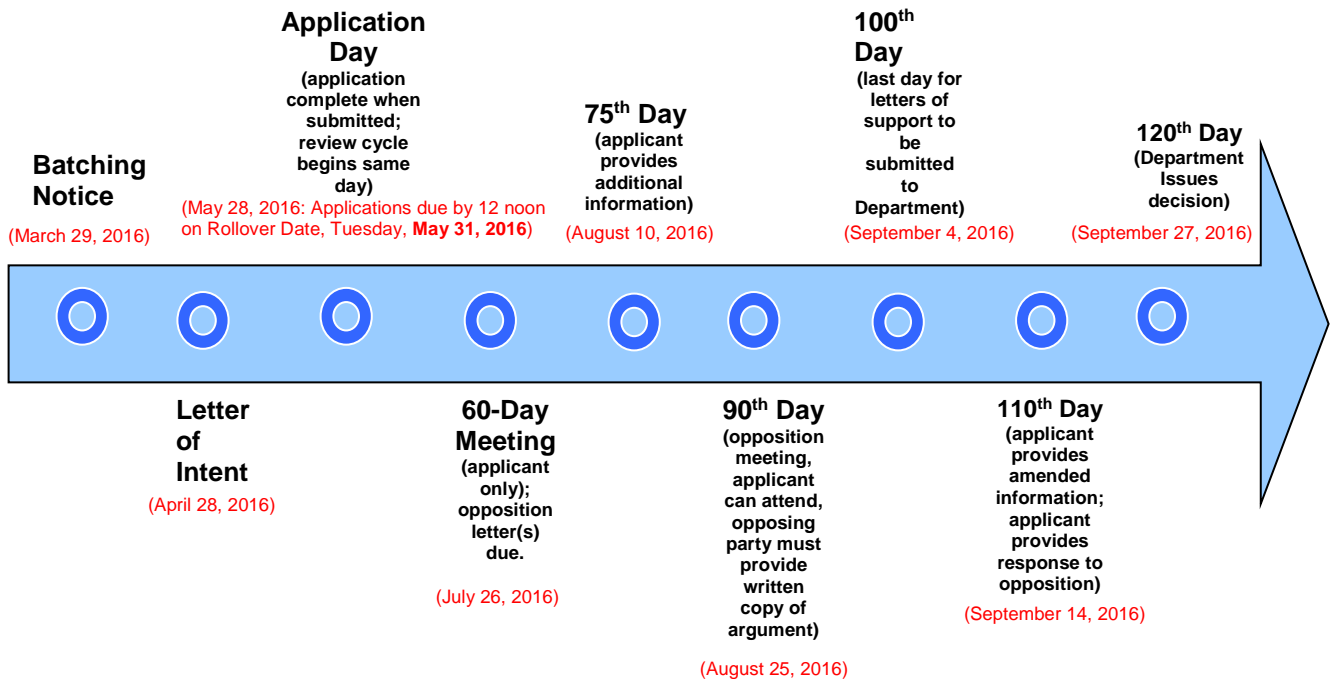 Batching
Notice
(March 29, 2016)
Letter
of
Intent
(April 28, 2016)
Application
Day
(application
complete when
submitted;
review cycle
begins same
day)
(May 28, 2016: Applications due by 12 noon
on Rollover Date, Tuesday, May 31, 2016)
60-Day
Meeting
(applicant
only);
opposition
letter(s)
due.
(July 26, 2016)
75th Day
(applicant
provides
additional
information)
(August 10, 2016)
90th Day
(opposition
meeting,
applicant
can attend,
opposing
party must
provide
written
copy of
argument)
(August 25, 2016)
100th
Day
(last day for
letters of
support to
be
submitted
to
Department)
(September 4, 2016)
110th Day
(applicant
provides
amended
information;
applicant
provides
response to
opposition)
(September 14, 2016)
120th Day
(Department
Issues
decision)
(September 27, 2016)